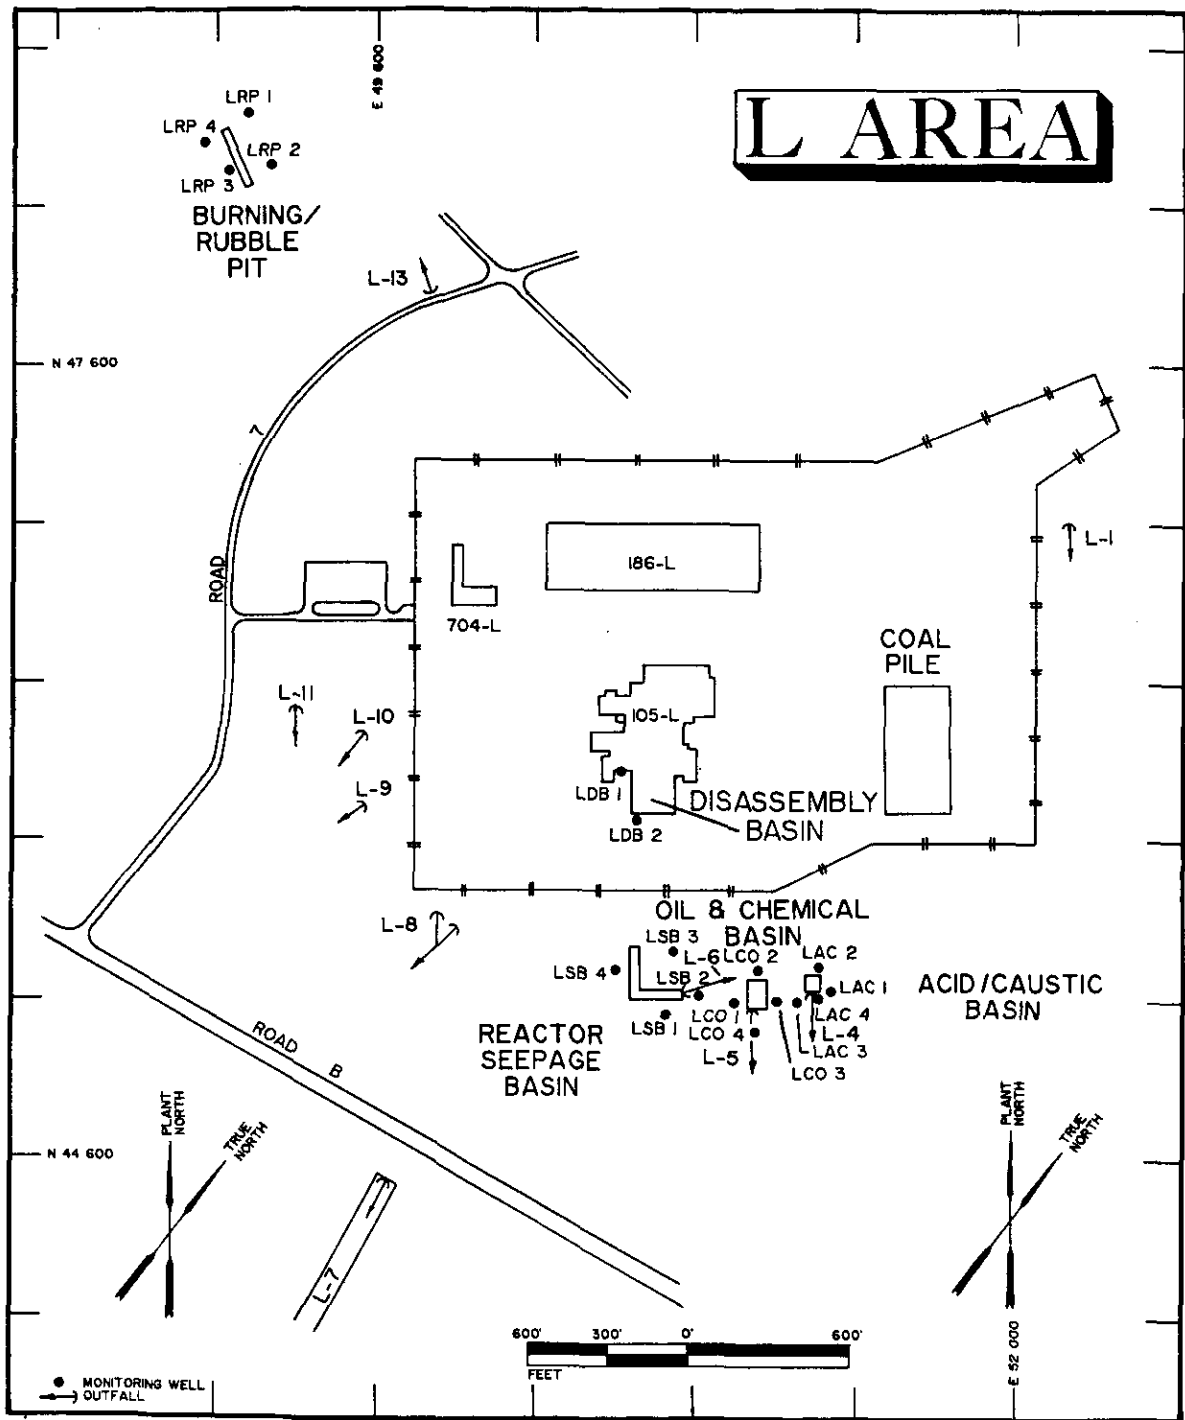 E 49 600
L AREA
LRP 1
LRP 4
LRP 2
LRP 3
BURNING/
RUBBLE
PIT
L-13
N 47 600
7
ROAD
186-L
L-1
704-L
COAL
PILE
L-11
L-10
105-L
L-9
LDB 1
DISASSEMBLY
BASIN
LDB 2
L-8
OIL & CHEMICAL
BASIN
LSB 3
L-6
LCO 2
LAC 2
LSB 4
LSB 2
LAC 1
ACID/CAUSTIC
BASIN
LSB 1
LCO 1
LCO 4
LAC 4
L-4
L-5
LAC 3
LCO 3
REACTOR
SEEPAGE
BASIN
ROAD B
PLANT
NORTH
TRUE
NORTH
PLANT
NORTH
TRUE
NORTH
N 44 600
L-7
E 52 000
600' 300' 0' 600'
FEET
MONITORING WELL
OUTFALL